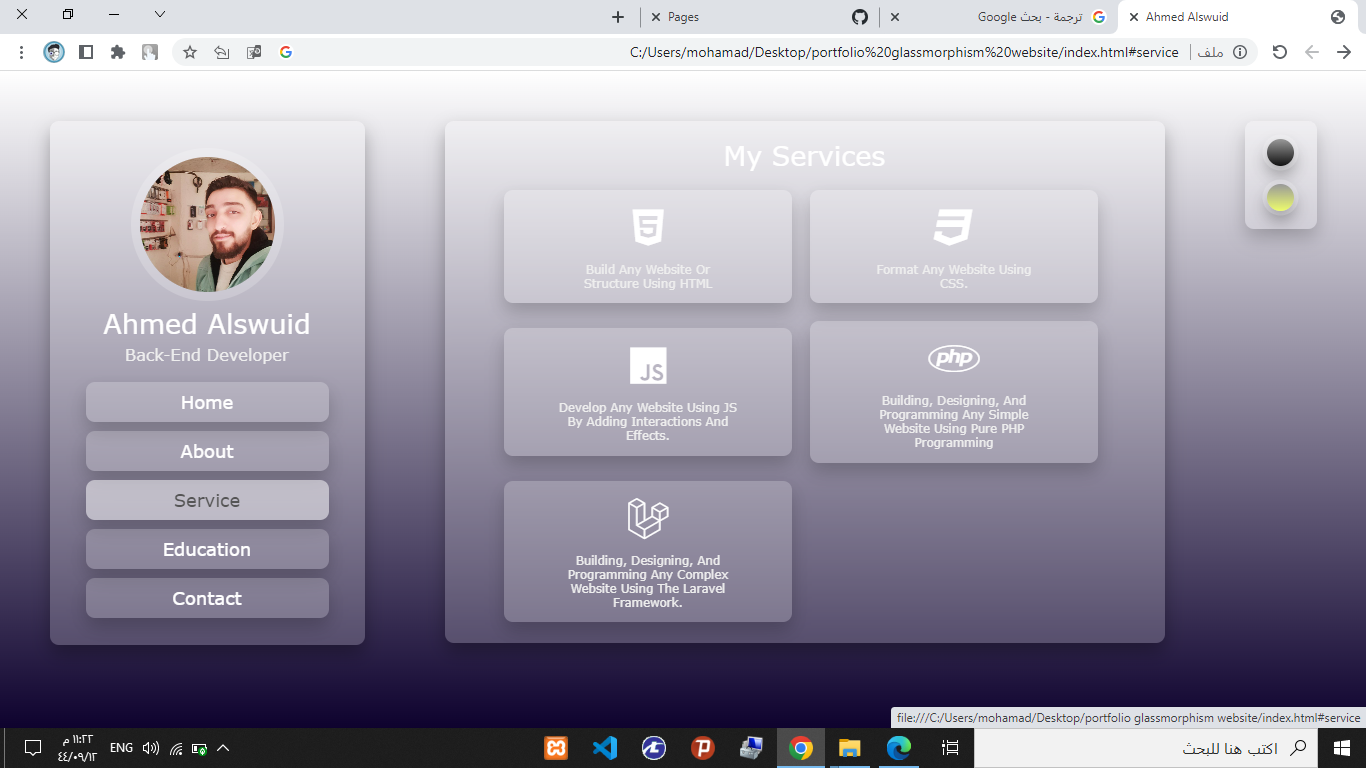 Ahmed Alswuid
ترجمة - بحث Google
Pages
ملف
C:/Users/mohamad/Desktop/portfolio%20glassmorphism%20website/index.html#service
Ahmed Alswuid
Back-End Developer
Home
About
Service
Education
Contact
My Services
5
Build Any Website Or
Structure Using HTML
Format Any Website Using
CSS.
JS
Develop Any Website Using JS
By Adding Interactions And
Effects.
php
Building, Designing, And
Programming Any Simple
Website Using Pure PHP
Programming
Building, Designing, And
Programming Any Complex
Website Using The Laravel
Framework.
file:///C:/Users/mohamad/Desktop/portfolio glassmorphism website/index.html#service
اكتب هنا للبحث
ENG
١١:٢٢ م
٤٤/٠٩/١٢